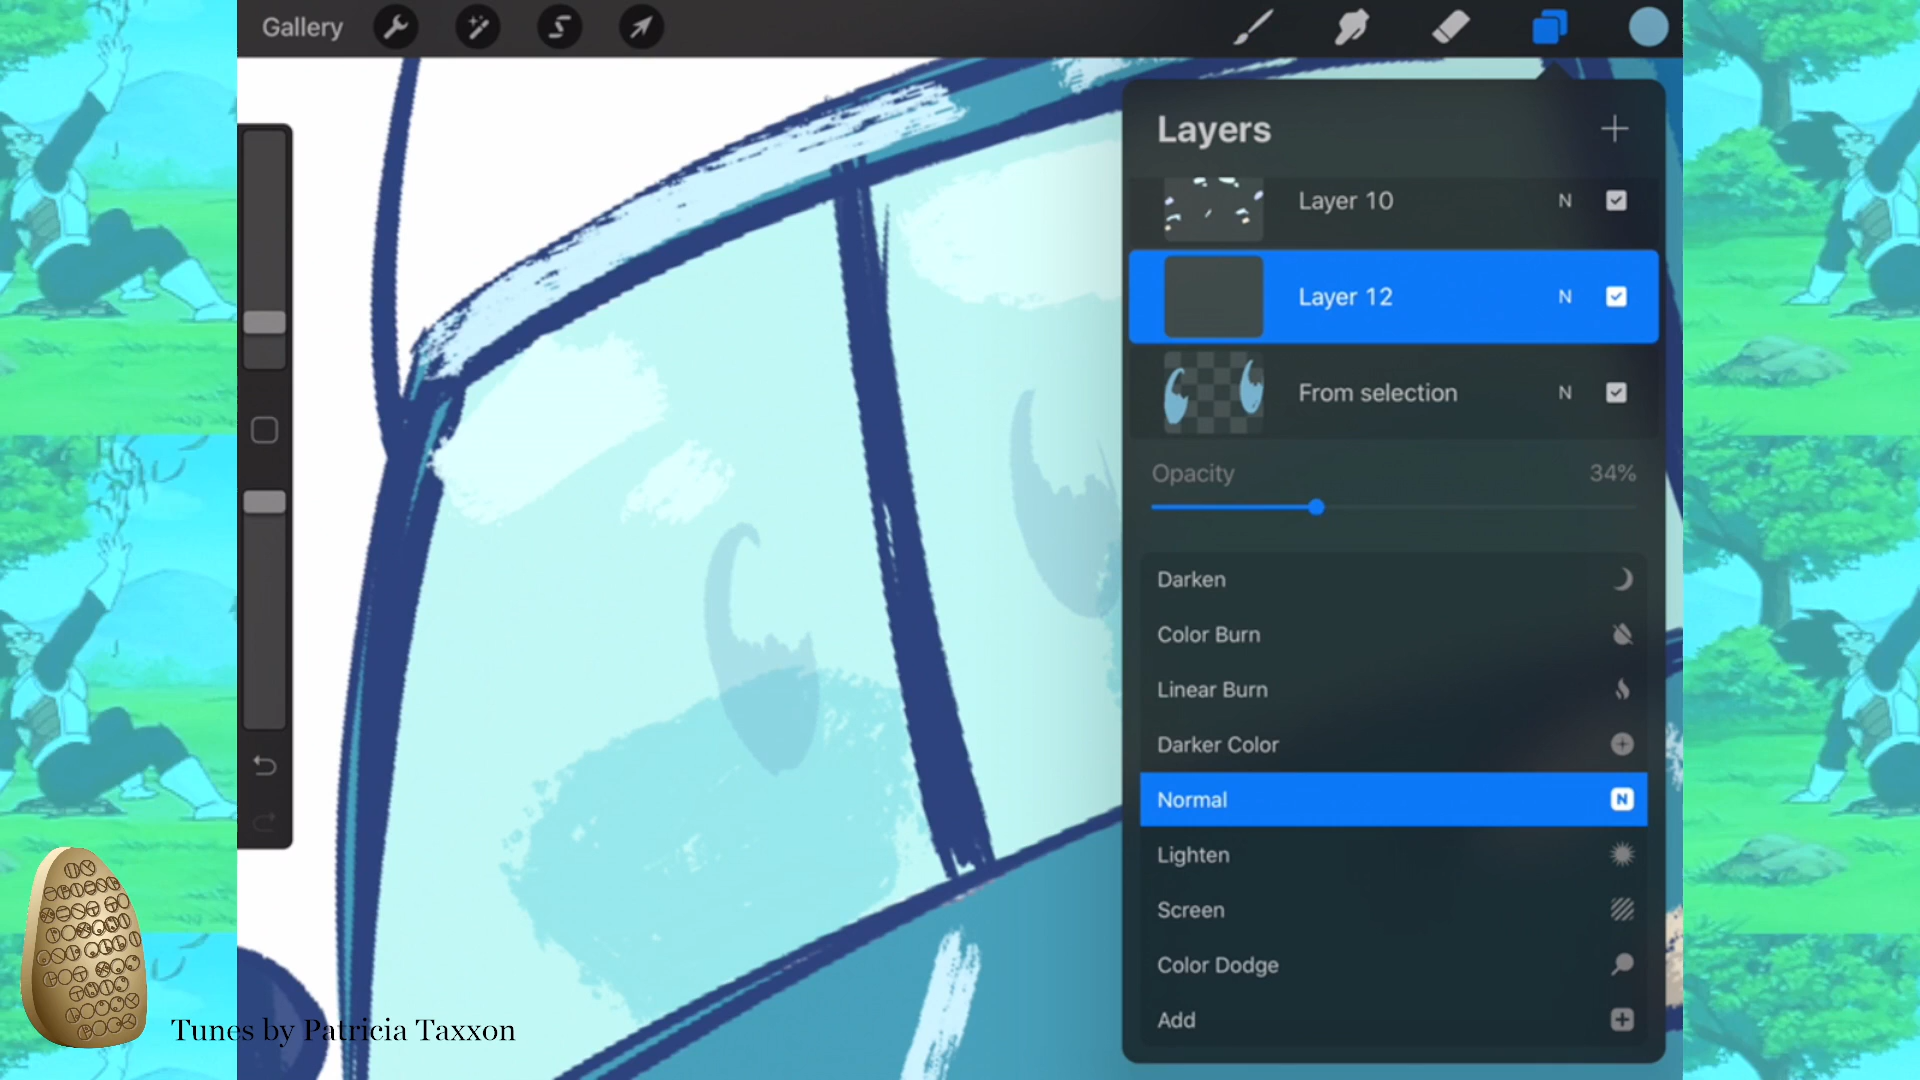 Gallery
Layers
Layer 10 N
Layer 12 N
From selection N
Opacity 34%
Darken
Color Burn
Linear Burn
Darker Color
Normal N
Lighten
Screen
Color Dodge
Add
Tunes by Patricia Taxxon